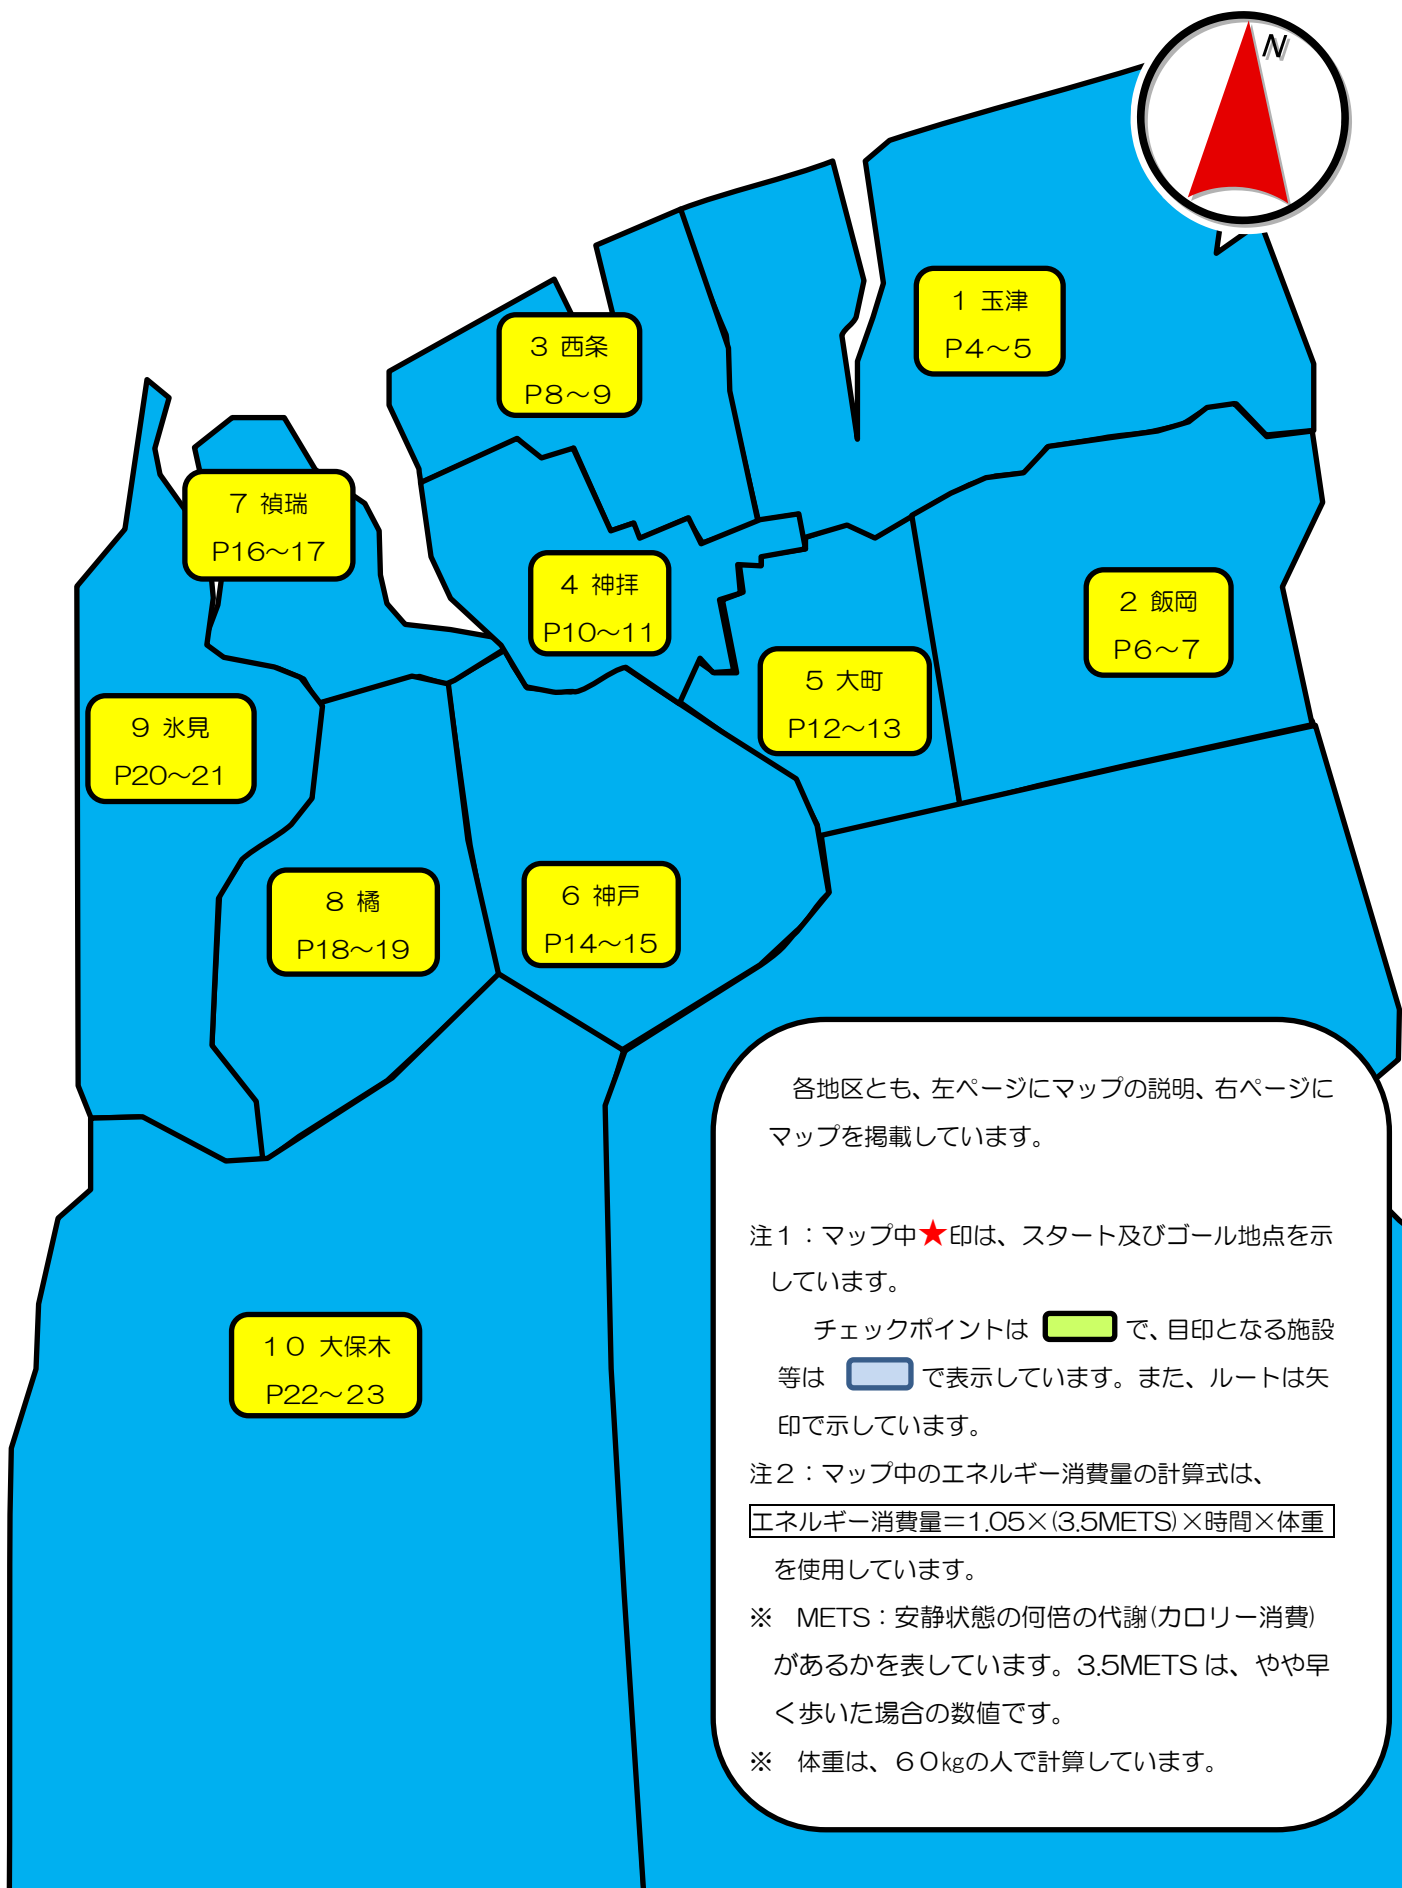 N
1 玉津
P4～5
3 西条
P8～9
7 禎瑞
P16～17
4 神拝
P10～11
2 飯岡
P6～7
5 大町
P12～13
9 氷見
P20～21
8 橘
P18～19
6 神戸
P14～15
10 大保木
P22～23
各地区とも、左ページにマップの説明、右ページに
マップを掲載しています。
注１：マップ中★印は、スタート及びゴール地点を示
しています。
チェックポイントは で、目印となる施設
等は で表示しています。また、ルートは矢
印で示しています。
注２：マップ中のエネルギー消費量の計算式は、
エネルギー消費量＝1.05×(3.5METS)×時間×体重
を使用しています。
※ METS：安静状態の何倍の代謝(カロリー消費)
があるかを表しています。3.5METS は、やや早
く歩いた場合の数値です。
※ 体重は、６０㎏の人で計算しています。